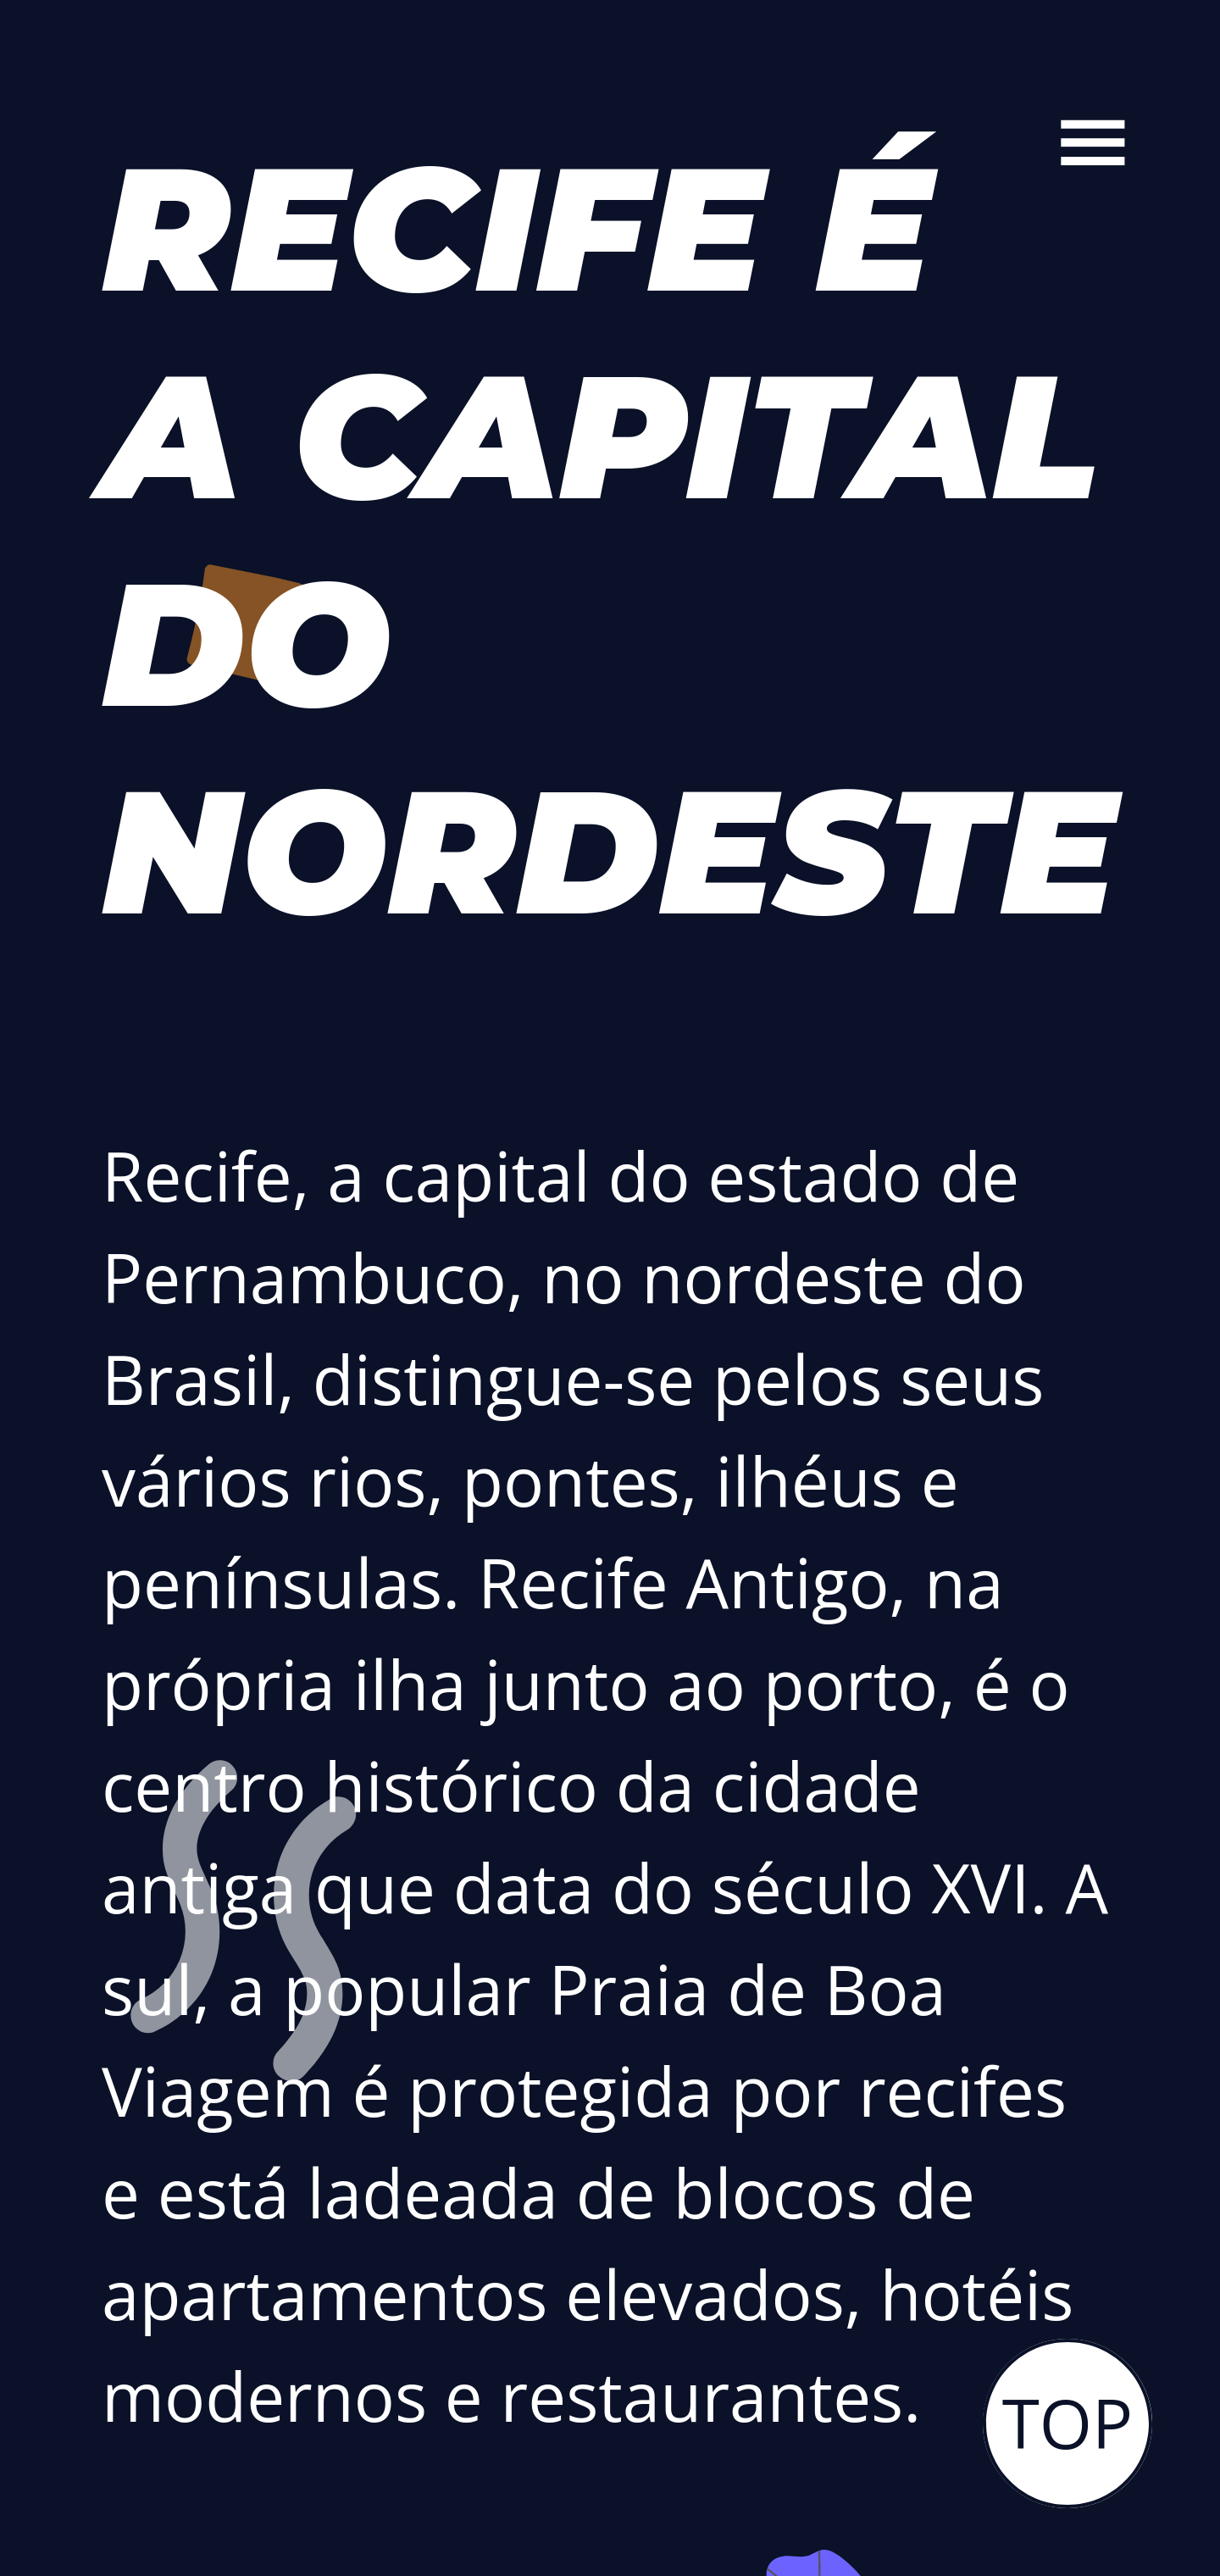 RECIFE É
A CAPITAL
DO
NORDESTE
Recife, a capital do estado de
Pernambuco, no nordeste do
Brasil, distingue-se pelos seus
vários rios, pontes, ilhéus e
penínsulas. Recife Antigo, na
própria ilha junto ao porto, é o
centro histórico da cidade
antiga que data do século XVI. A
sul, a popular Praia de Boa
Viagem é protegida por recifes
e está ladeada de blocos de
apartamentos elevados, hotéis
modernos e restaurantes.
TOP